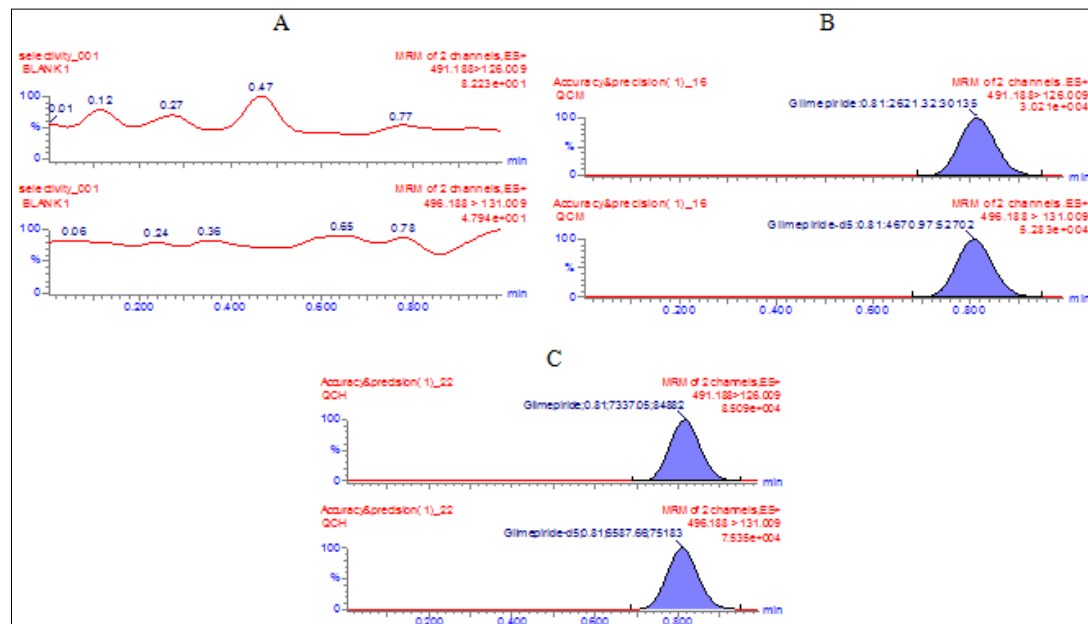 A
selectivity_001
BLANK1
MRM of 2 channels,ES+
491.188>126.009
8.223e+001
0.01
0.12
0.27
0.47
0.77
100
%
0
min
selectivity_001
BLANK1
MRM of 2 channels,ES+
496.188 > 131.009
4.794e+001
0.06
0.24
0.36
0.65
0.78
100
%
0
min
0.200 0.400 0.600 0.800
B
Accuracy&precision( 1)_16
QCM
MRM of 2 channels,ES+
491.188>126.009
3.021e+004
Glimepiride:0.81:2621.32:30135
100
%
0
min
Accuracy&precision( 1)_16
QCM
MRM of 2 channels,ES+
496.188 > 131.009
5.283e+004
Glimepiride-d5:0.81:4670.97:52702
100
%
0
min
0.200 0.400 0.600 0.800
C
Accuracy&precision( 1)_22
QCH
MRM of 2 channels,ES+
491.188>126.009
8.509e+004
Glimepiride;0.81;7337.05;84882
100
%
0
min
Accuracy&precision( 1)_22
QCH
MRM of 2 channels,ES+
496.188 >131.009
7.535e+004
Glimepiride-d5;0.81;6587.66;75183
100
%
0
min
0.200 0.400 0.600 0.800